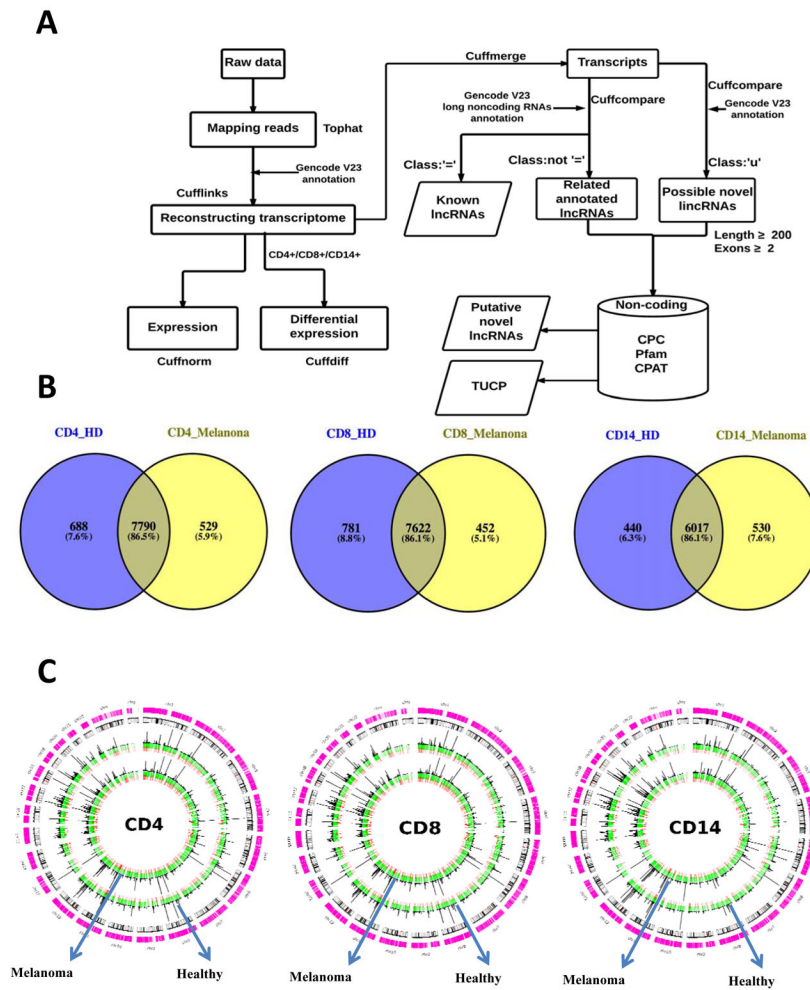 A
Raw data
Mapping reads
Tophat
Gencode V23
annotation
Cufflinks
Reconstructing transcriptome
CD4+/CD8+/CD14+
Expression
Differential
expression
Cuffnorm
Cuffdiff
Cuffmerge
Transcripts
Gencode V23
long noncoding RNAs
annotation
Cuffcompare
Cuffcompare
Gencode V23
annotation
Class:'='
Class:not '='
Class:'u'
Known
lncRNAs
Related
annotated
lncRNAs
Possible novel
lincRNAs
Length ≥ 200
Exons ≥ 2
Non-coding
CPC
Pfam
CPAT
Putative
novel
lncRNAs
TUCP
B
CD4_HD
CD4_Melanona
688
(7.6%)
7790
(86.5%)
529
(5.9%)
CD8_HD
CD8_Melanoma
781
(8.8%)
7622
(86.1%)
452
(5.1%)
CD14_HD
CD14_Melanoma
440
(6.3%)
6017
(86.1%)
530
(7.6%)
C
CD4
Melanoma
Healthy
CD8
Melanoma
Healthy
CD14
Melanoma
Healthy